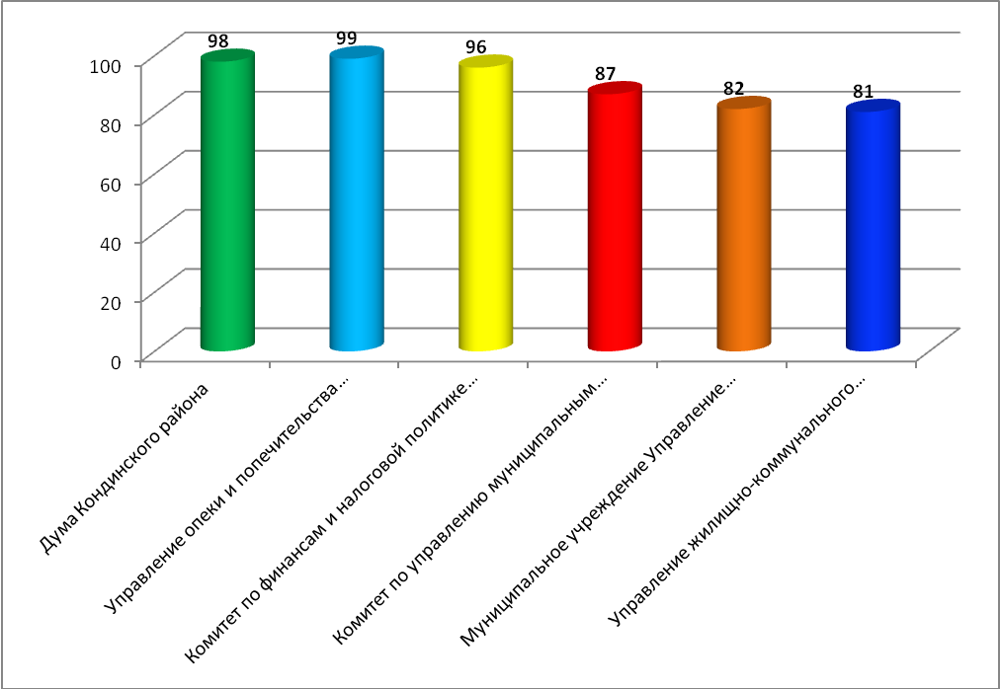 98
99
96
87
82
81
100
80
60
40
20
0
Дума Кондинского района
Управление опеки и попечительства...
Комитет по финансам и налоговой политике...
Комитет по управлению муниципальным...
Муниципальное учреждение Управление...
Управление жилищно-коммунального...